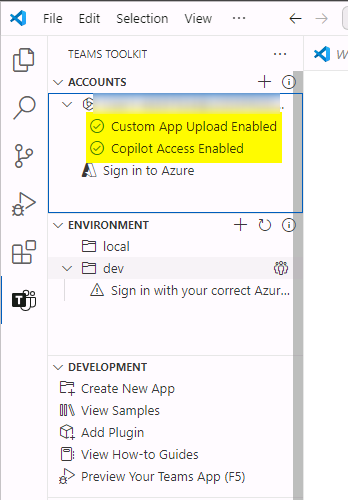 File Edit Selection View ...
TEAMS TOOLKIT ...
ACCOUNTS
Custom App Upload Enabled
Copilot Access Enabled
Sign in to Azure
ENVIRONMENT
local
dev
Sign in with your correct Azur...
DEVELOPMENT
Create New App
View Samples
Add Plugin
View How-to Guides
Preview Your Teams App (F5)